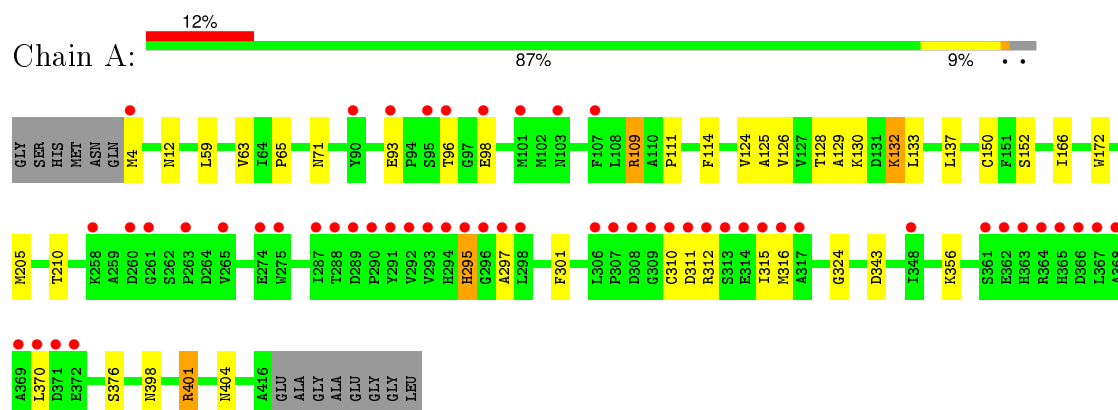 12%
Chain A:
87% 9% • •
GLY SER HIS MET ASN GLN M4 N12 L59 V63 I64 P65 N71 Y90 E93 P94 S95 T96 G97 E98 M101 M102 N103 F107 L108 R109 A110 P111 F114 V124 A125 V126 V127 T128 A129 K130 D131 K132 L133 L137 C150 F151 S152 I166 W172
M205 T210 K258 A259 D260 G261 S262 P263 D264 V265 E274 W275 I287 T288 D289 P290 Y291 V292 V293 H294 H295 G296 A297 L298 F301 L306 P307 D308 G309 C310 D311 R312 S313 E314 I315 M316 A317 G324 D343 I348 K356 S361 E362 H363 R364 H365 D366 L367 A368
A369 L370 D371 E372 S376 N398 R401 N404 A416 GLU ALA GLY ALA GLU GLY GLY LEU